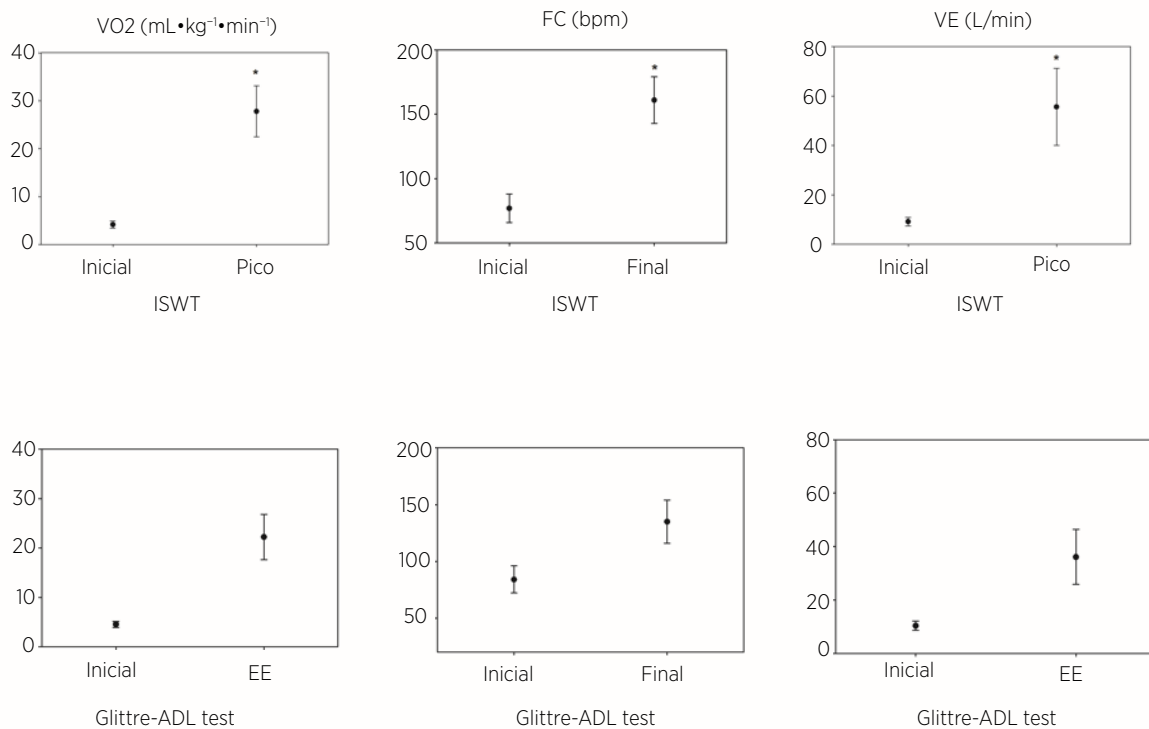 VO2 (mL•kg⁻¹•min⁻¹)
40
30
20
10
0
*
Inicial Pico
ISWT
FC (bpm)
200
150
100
50
*
Inicial Final
ISWT
VE (L/min)
80
60
40
20
0
*
Inicial Pico
ISWT
40
30
20
10
0
Inicial EE
Glittre-ADL test
200
150
100
50
Inicial Final
Glittre-ADL test
80
60
40
20
0
Inicial EE
Glittre-ADL test